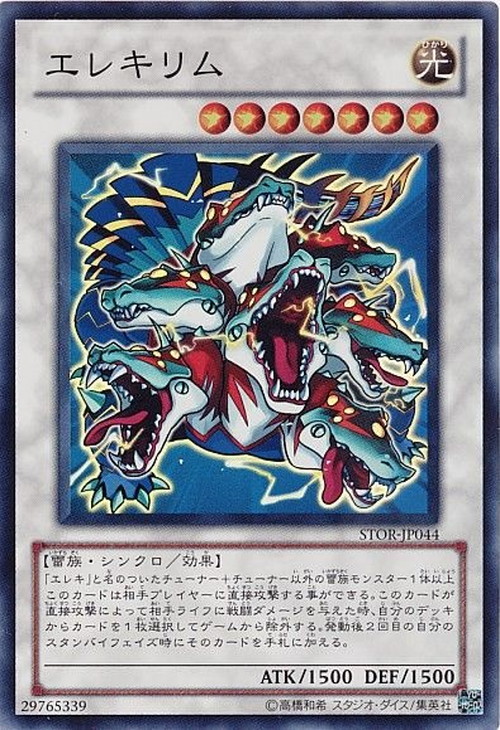 エレキリム
光
ひかり
STOR-JP044
【雷族・シンクロ／効果】
「エレキ」と名のついたチューナー＋チューナー以外の雷族モンスター１体以上
このカードは相手プレイヤーに直接攻撃する事ができる。このカードが
直接攻撃によって相手ライフに戦闘ダメージを与えた時、自分のデッキ
からカードを１枚選択してゲームから除外する。発動後２回目の自分の
スタンバイフェイズ時にそのカードを手札に加える。
ATK/1500 DEF/1500
29765339
©高橋和希 スタジオ・ダイス/集英社